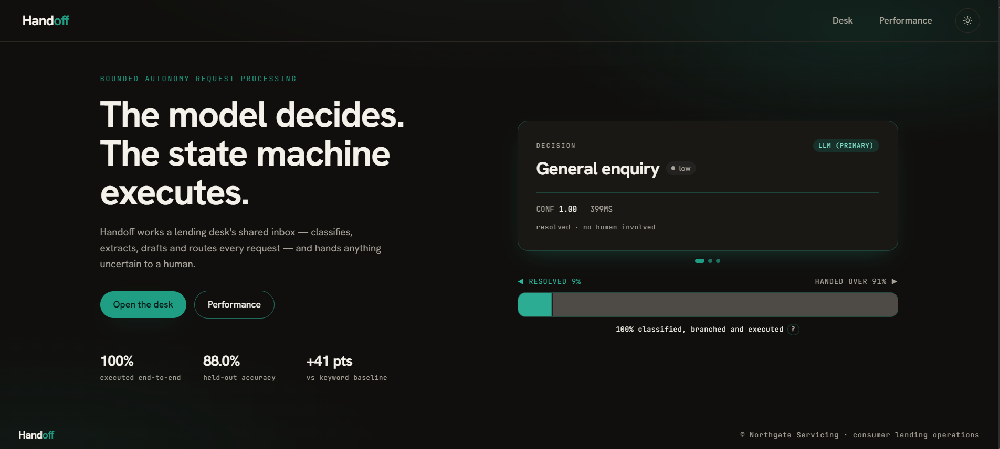 Handoff
Desk
Performance
BOUNDED-AUTONOMY REQUEST PROCESSING
The model decides.
The state machine
executes.
Handoff works a lending desk's shared inbox — classifies,
extracts, drafts and routes every request — and hands anything
uncertain to a human.
Open the desk
Performance
100%
executed end-to-end
88.0%
held-out accuracy
+41 pts
vs keyword baseline
DECISION
LLM (PRIMARY)
General enquiry
low
CONF 1.00 399MS
resolved · no human involved
◀ RESOLVED 9%
HANDED OVER 91% ▶
100% classified, branched and executed ?
Handoff
© Northgate Servicing · consumer lending operations